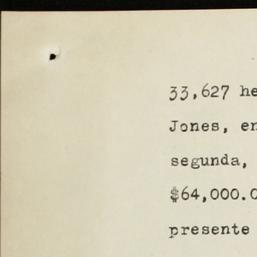 33,627 he
Jones, en
segunda,
$64,000.0
presente